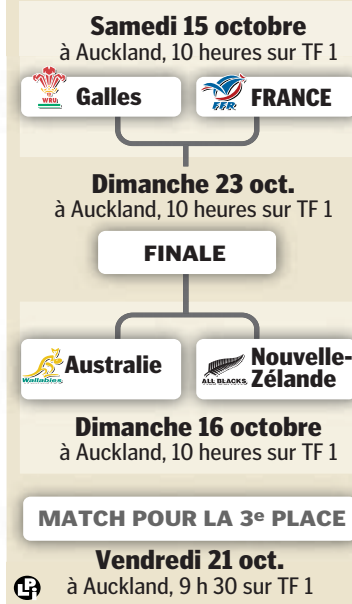 Samedi 15 octobre
à Auckland, 10 heures sur TF 1
WRU Galles
F.F.R. FRANCE
Dimanche 23 oct.
à Auckland, 10 heures sur TF 1
FINALE
Wallabies Australie
ALL BLACKS Nouvelle-
Zélande
Dimanche 16 octobre
à Auckland, 10 heures sur TF 1
MATCH POUR LA 3e PLACE
Vendredi 21 oct.
LP/i à Auckland, 9 h 30 sur TF 1